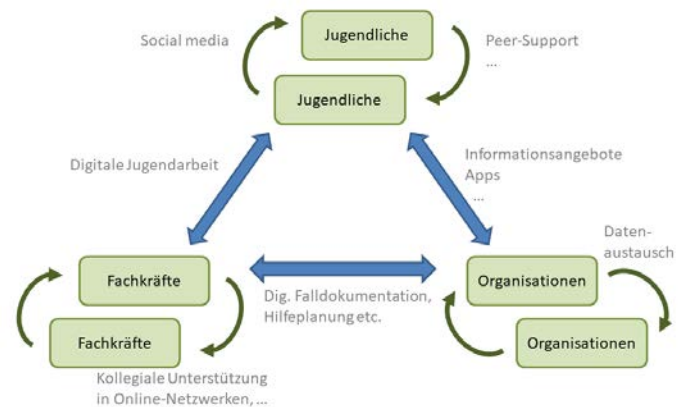 Social media
Jugendliche
Peer-Support
...
Jugendliche
Digitale Jugendarbeit
Informationsangebote
Apps
...
Daten-
austausch
Fachkräfte
Organisationen
Dig. Falldokumentation,
Hilfeplanung etc.
Fachkräfte
Organisationen
Kollegiale Unterstützung
in Online-Netzwerken, ...